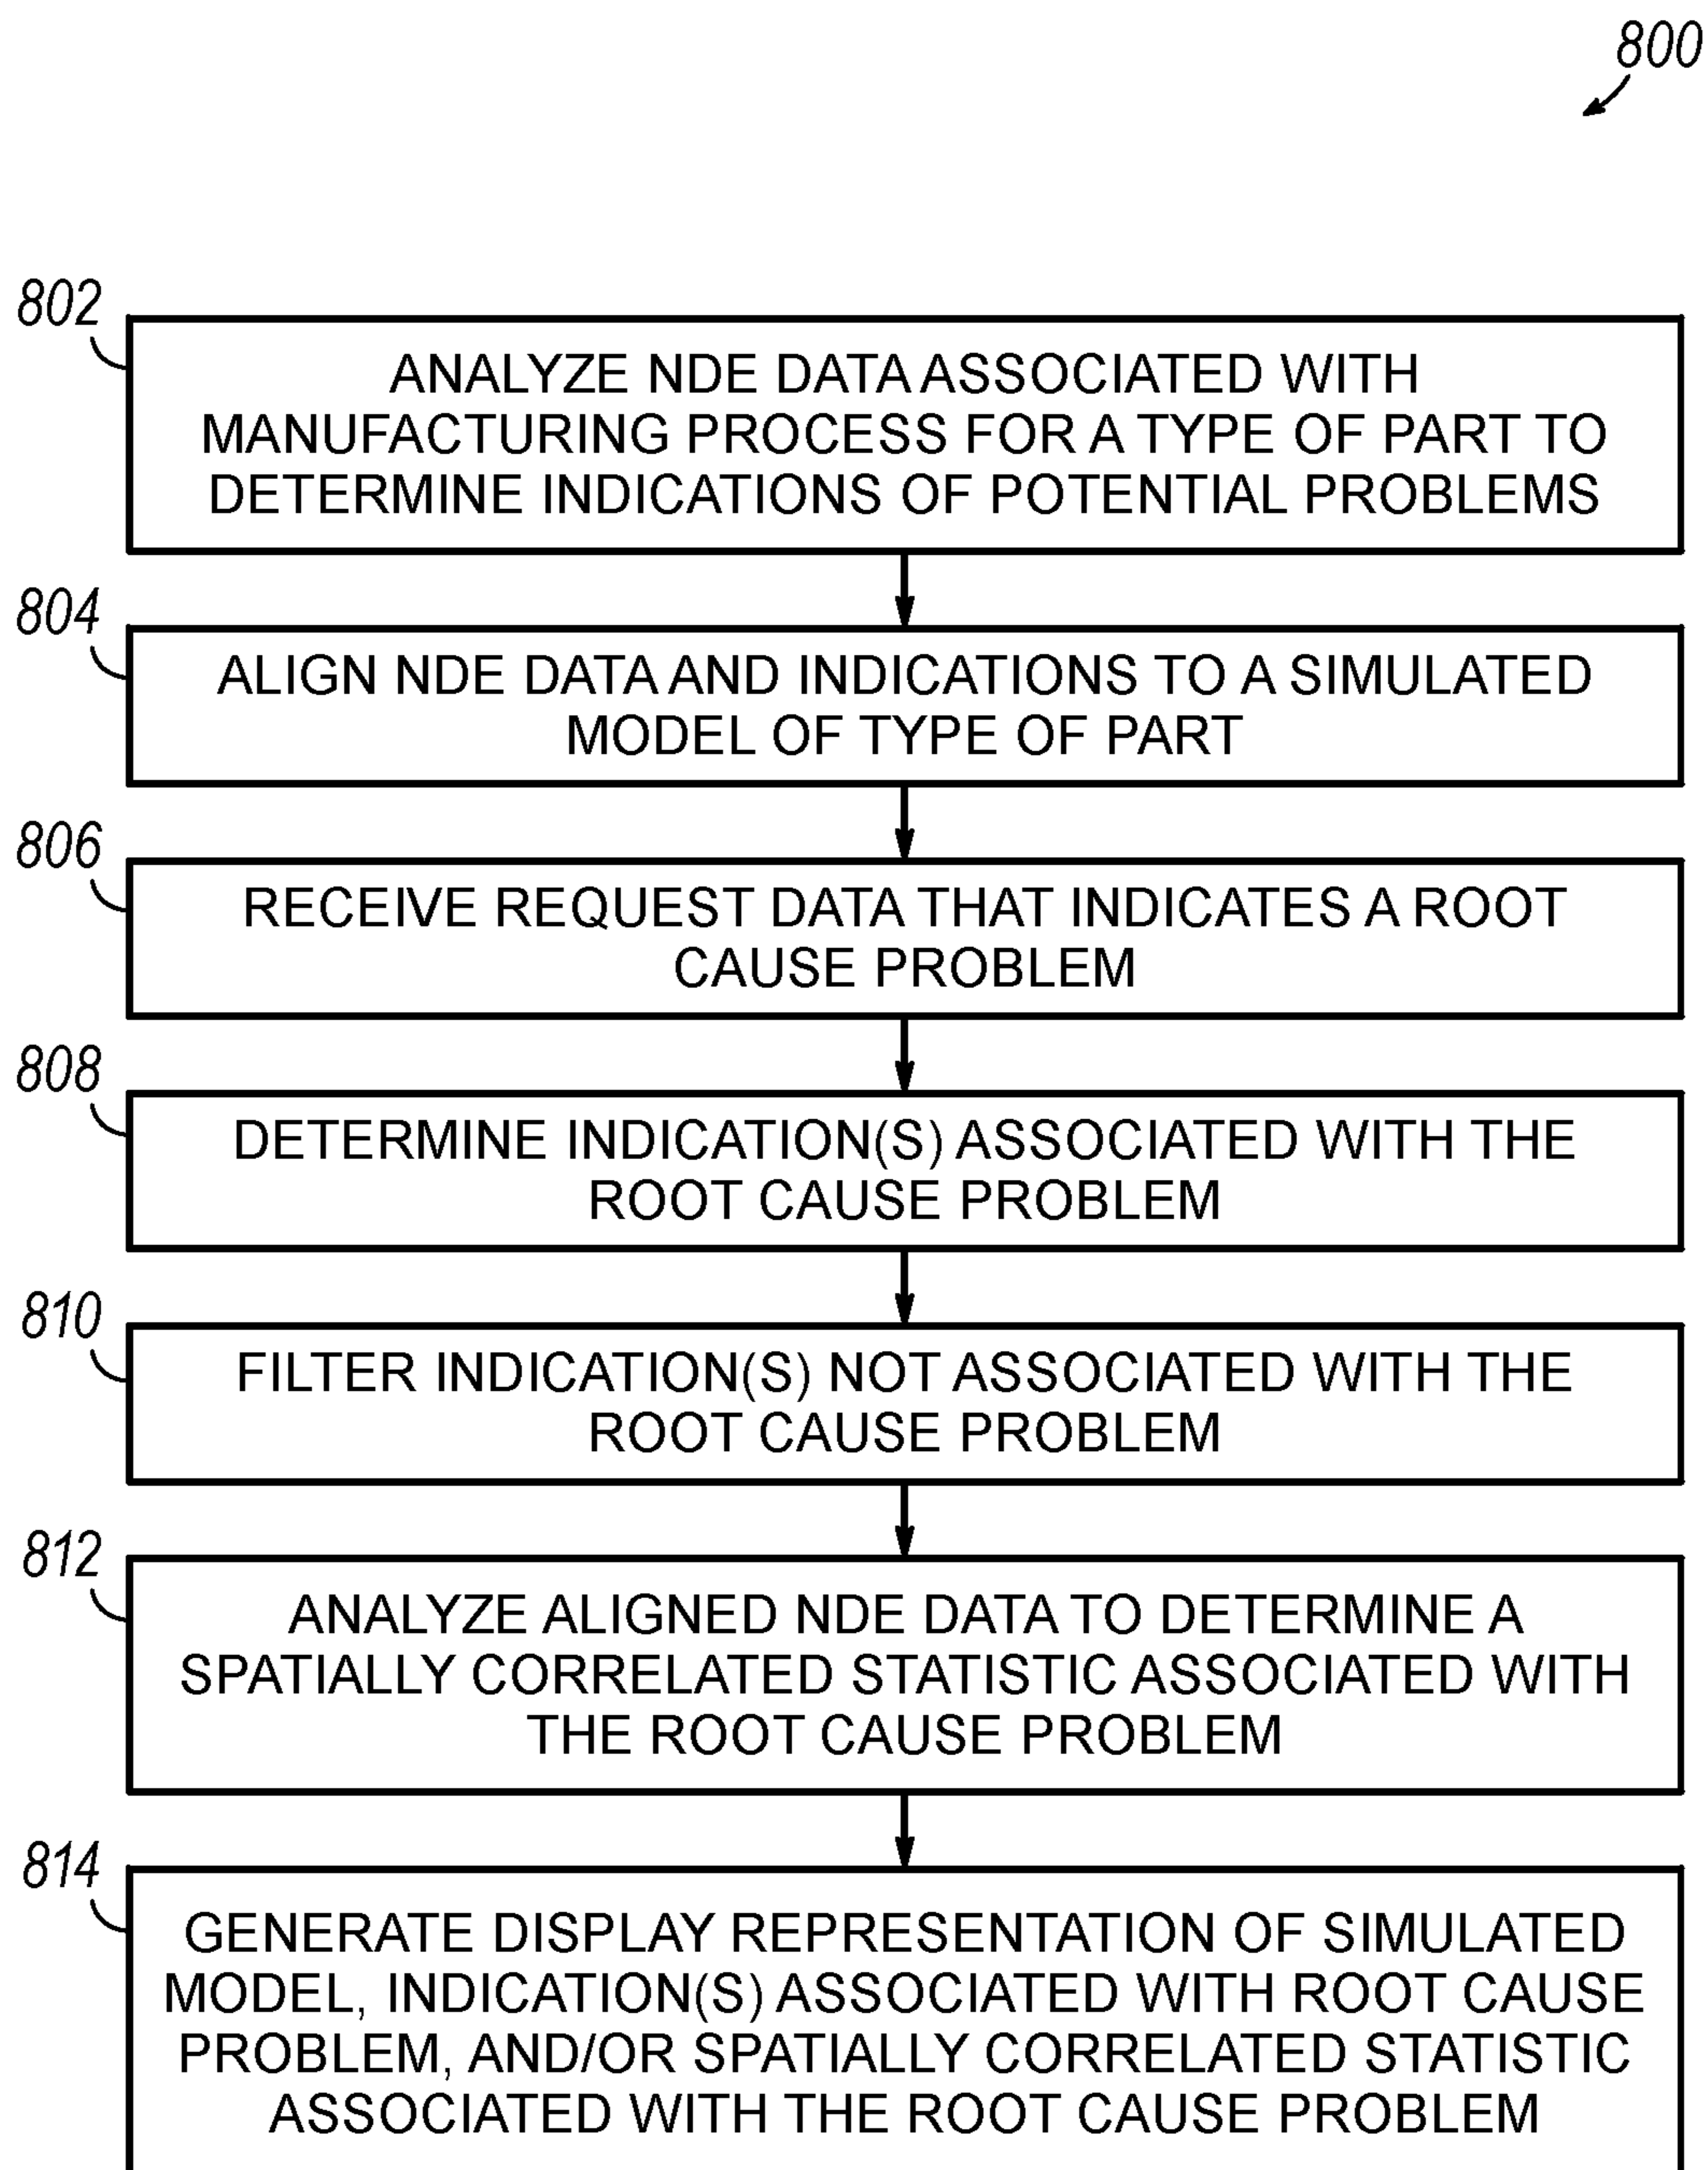 800
802
ANALYZE NDE DATA ASSOCIATED WITH
MANUFACTURING PROCESS FOR A TYPE OF PART TO
DETERMINE INDICATIONS OF POTENTIAL PROBLEMS
804
ALIGN NDE DATA AND INDICATIONS TO A SIMULATED
MODEL OF TYPE OF PART
806
RECEIVE REQUEST DATA THAT INDICATES A ROOT
CAUSE PROBLEM
808
DETERMINE INDICATION(S) ASSOCIATED WITH THE
ROOT CAUSE PROBLEM
810
FILTER INDICATION(S) NOT ASSOCIATED WITH THE
ROOT CAUSE PROBLEM
812
ANALYZE ALIGNED NDE DATA TO DETERMINE A
SPATIALLY CORRELATED STATISTIC ASSOCIATED WITH
THE ROOT CAUSE PROBLEM
814
GENERATE DISPLAY REPRESENTATION OF SIMULATED
MODEL, INDICATION(S) ASSOCIATED WITH ROOT CAUSE
PROBLEM, AND/OR SPATIALLY CORRELATED STATISTIC
ASSOCIATED WITH THE ROOT CAUSE PROBLEM